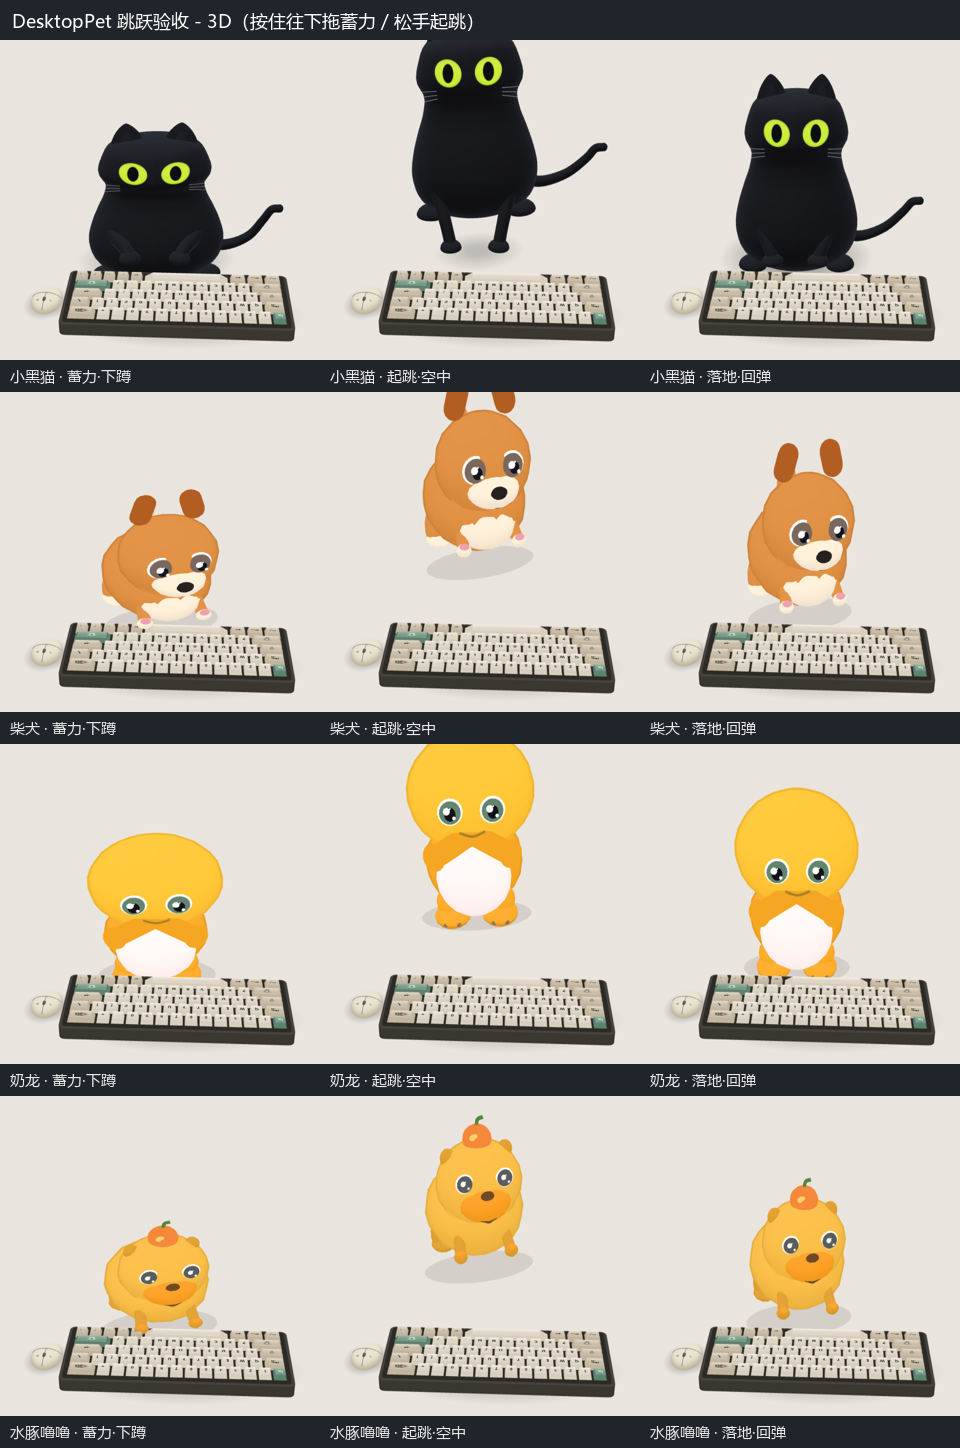 DesktopPet 跳跃验收 - 3D（按住往下拖蓄力 / 松手起跳）
小黑猫 · 蓄力·下蹲
小黑猫 · 起跳·空中
小黑猫 · 落地·回弹
柴犬 · 蓄力·下蹲
柴犬 · 起跳·空中
柴犬 · 落地·回弹
奶龙 · 蓄力·下蹲
奶龙 · 起跳·空中
奶龙 · 落地·回弹
水豚噜噜 · 蓄力·下蹲
水豚噜噜 · 起跳·空中
水豚噜噜 · 落地·回弹